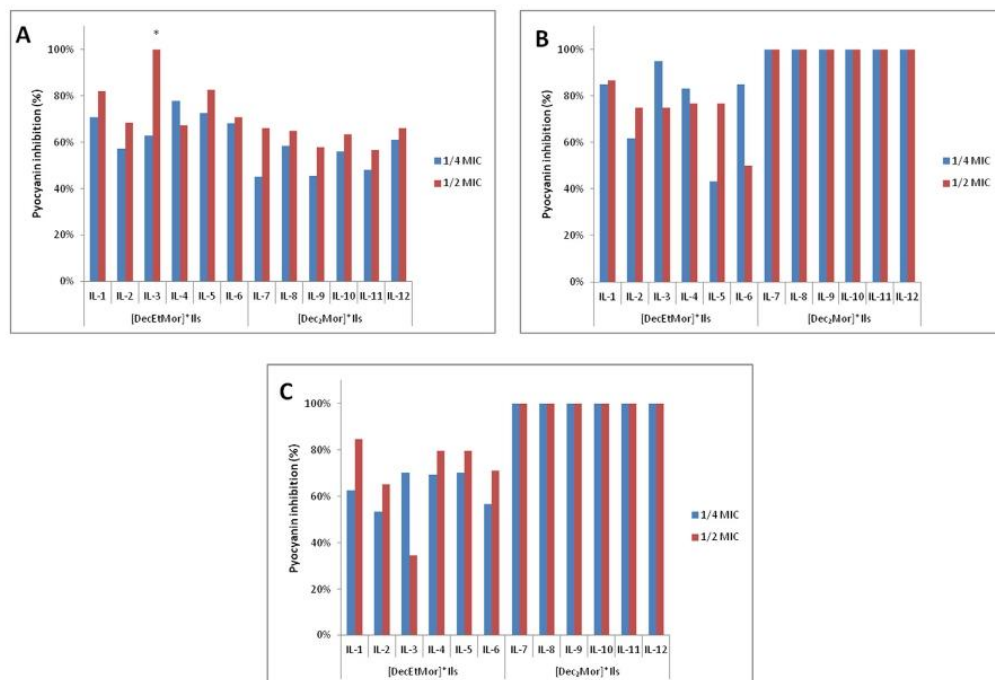 A
*
Pyocyanin inhibition (%)
100%
80%
60%
40%
20%
0%
IL-1 IL-2 IL-3 IL-4 IL-5 IL-6 IL-7 IL-8 IL-9 IL-10 IL-11 IL-12
[DecEtMor]⁺Ils [Dec₂Mor]⁺Ils
1/4 MIC
1/2 MIC
B
Pyocyanin inhibition (%)
100%
80%
60%
40%
20%
0%
IL-1 IL-2 IL-3 IL-4 IL-5 IL-6 IL-7 IL-8 IL-9 IL-10 IL-11 IL-12
[DecEtMor]⁺Ils [Dec₂Mor]⁺Ils
1/4 MIC
1/2 MIC
C
Pyocyanin inhibition (%)
100%
80%
60%
40%
20%
0%
IL-1 IL-2 IL-3 IL-4 IL-5 IL-6 IL-7 IL-8 IL-9 IL-10 IL-11 IL-12
[DecEtMor]⁺Ils [Dec₂Mor]⁺Ils
1/4 MIC
1/2 MIC